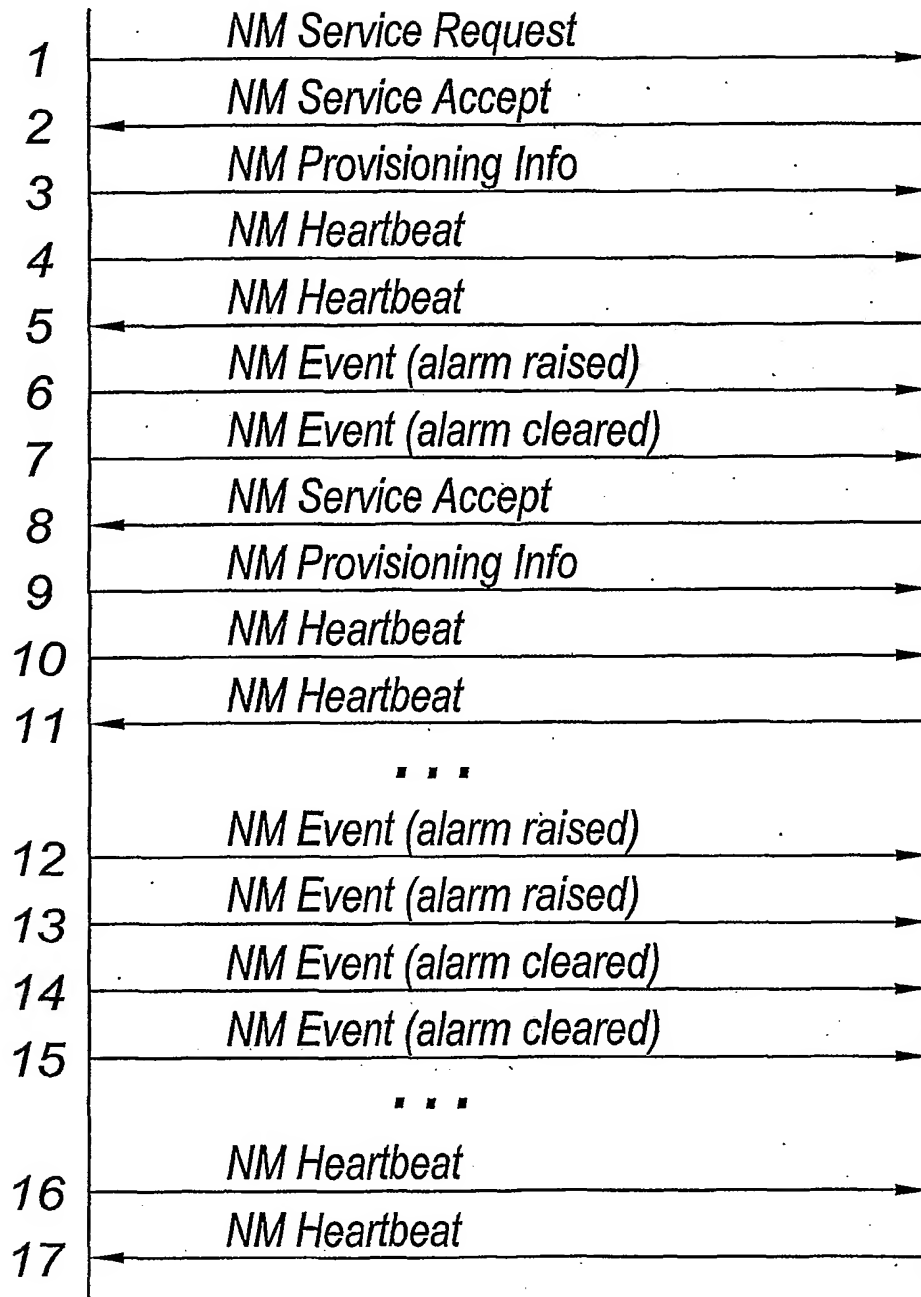 NM Service Request
1
NM Service Accept
2
NM Provisioning Info
3
NM Heartbeat
4
NM Heartbeat
5
NM Event (alarm raised)
6
NM Event (alarm cleared)
7
NM Service Accept
8
NM Provisioning Info
9
NM Heartbeat
10
NM Heartbeat
11
...
NM Event (alarm raised)
12
NM Event (alarm raised)
13
NM Event (alarm cleared)
14
NM Event (alarm cleared)
15
...
NM Heartbeat
16
NM Heartbeat
17